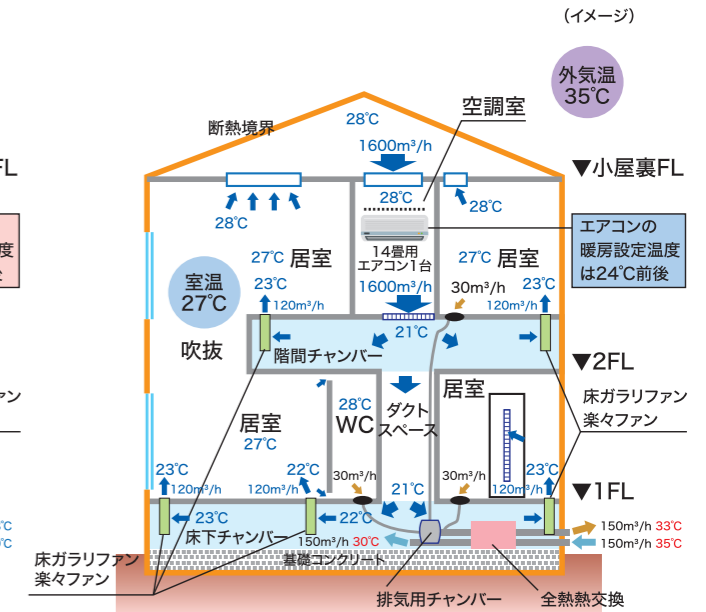 （イメージ）
外気温
35℃
空調室
断熱境界
28℃
1600m³/h
FL
▼小屋裏FL
28℃
28℃
28℃
14畳用
エアコン1台
エアコンの
暖房設定温度
は24℃前後
度
27℃ 居室
27℃ 居室
室温
27℃
23℃
120m³/h
1600m³/h
30m³/h
23℃
120m³/h
21℃
階間チャンバー
吹抜
▼2FL
居室
27℃
28℃
WC
ダクト
スペース
居室
床ガラリファン
楽々ファン
ァン
23℃
120m³/h
22℃
120m³/h
30m³/h
21℃
30m³/h
23℃
120m³/h
▼1FL
23℃
22℃
床下チャンバー
150m³/h 30℃
150m³/h 33℃
150m³/h 35℃
℃
℃
基礎コンクリート
床ガラリファン
楽々ファン
排気用チャンバー
全熱熱交換